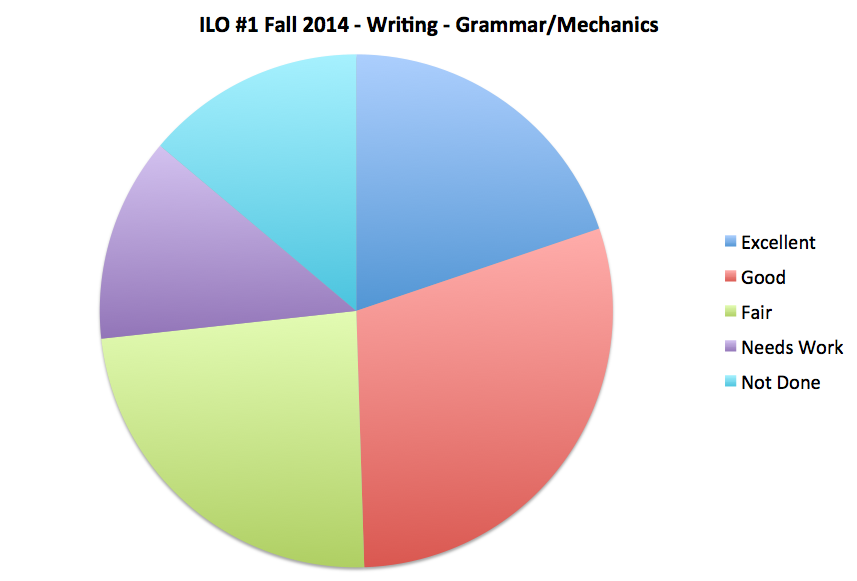 ILO #1 Fall 2014 - Writing - Grammar/Mechanics
Excellent
Good
Fair
Needs Work
Not Done